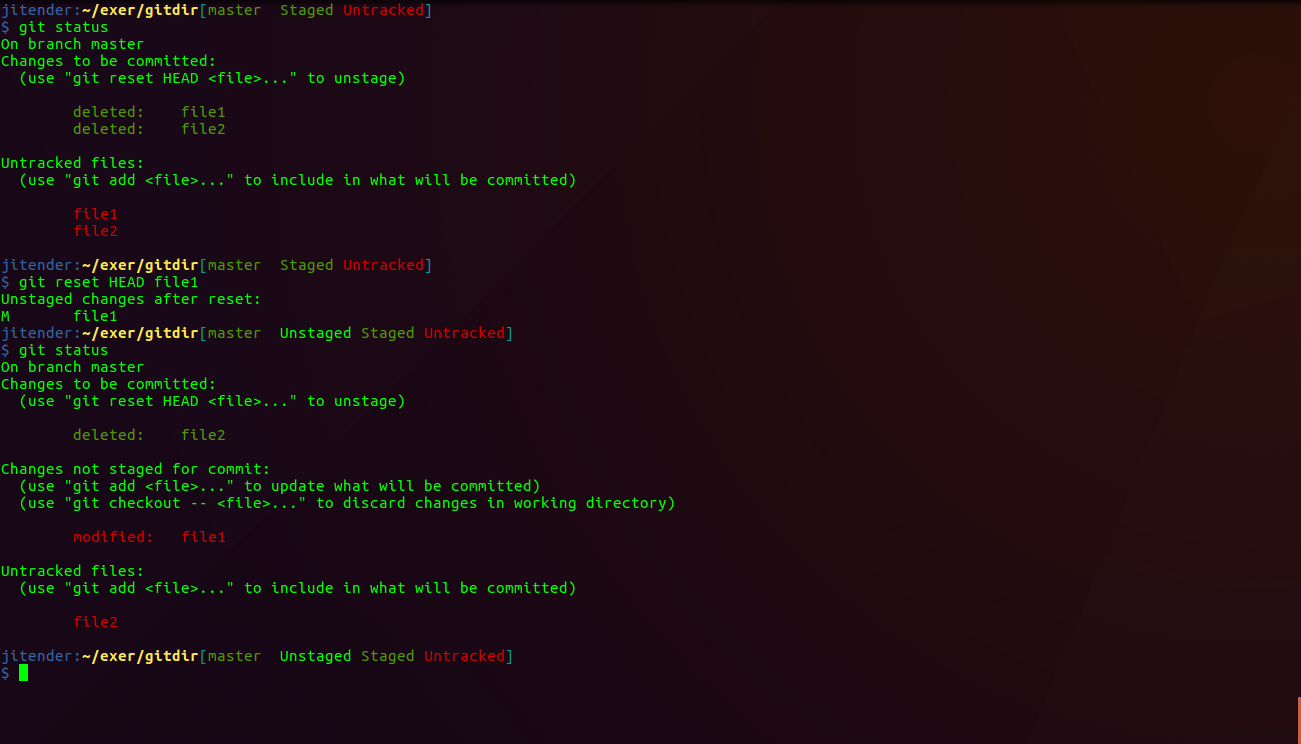 jitender:~/exer/gitdir[master  Staged Untracked]
$ git status
On branch master
Changes to be committed:
  (use "git reset HEAD <file>..." to unstage)
        deleted:    file1
        deleted:    file2
Untracked files:
  (use "git add <file>..." to include in what will be committed)
        file1
        file2
jitender:~/exer/gitdir[master  Staged Untracked]
$ git reset HEAD file1
Unstaged changes after reset:
M       file1
jitender:~/exer/gitdir[master  Unstaged Staged Untracked]
$ git status
On branch master
Changes to be committed:
  (use "git reset HEAD <file>..." to unstage)
        deleted:    file2
Changes not staged for commit:
  (use "git add <file>..." to update what will be committed)
  (use "git checkout -- <file>..." to discard changes in working directory)
        modified:   file1
Untracked files:
  (use "git add <file>..." to include in what will be committed)
        file2
jitender:~/exer/gitdir[master  Unstaged Staged Untracked]
$